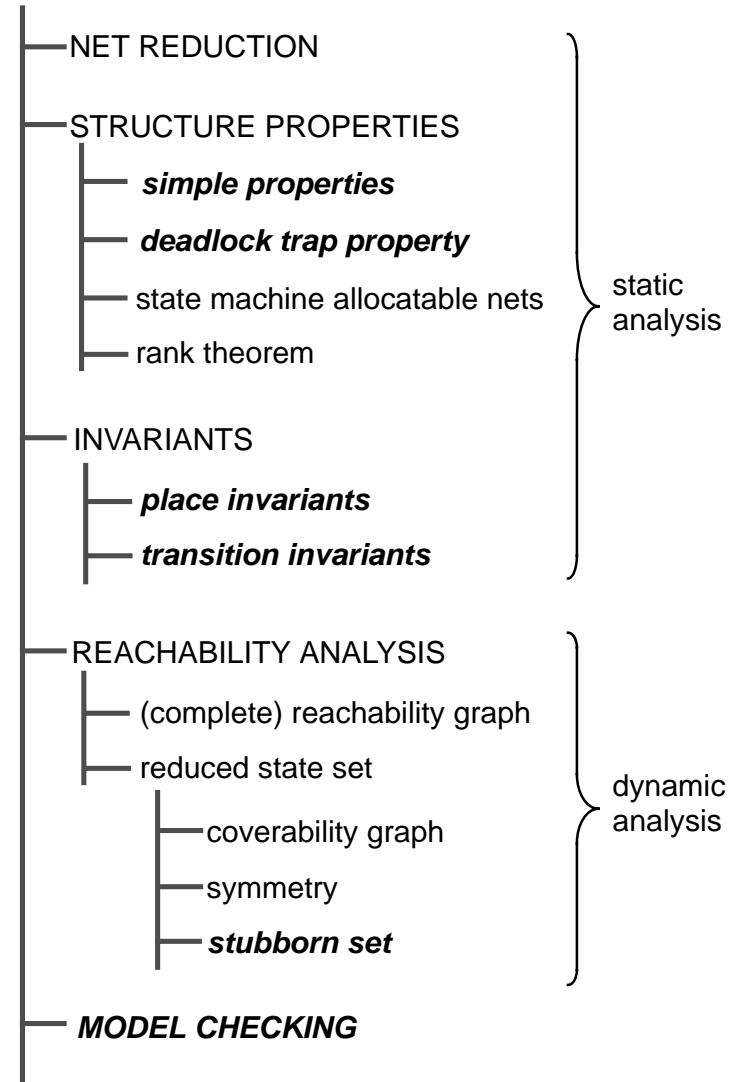 NET REDUCTION
STRUCTURE PROPERTIES
simple properties
deadlock trap property
state machine allocatable nets
rank theorem
static
analysis
INVARIANTS
place invariants
transition invariants
REACHABILITY ANALYSIS
(complete) reachability graph
reduced state set
coverability graph
symmetry
stubborn set
dynamic
analysis
MODEL CHECKING